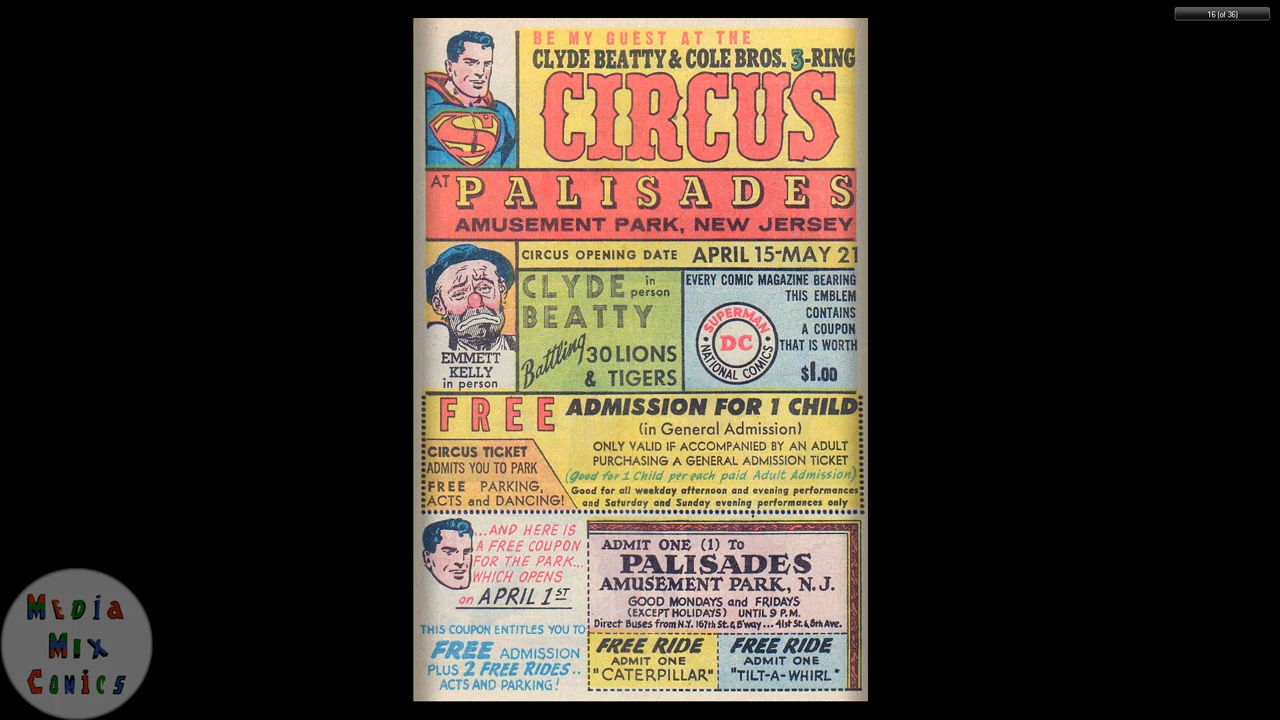 16 (of 36)
BE MY GUEST AT THE
CLYDE BEATTY & COLE BROS. 3-RING
CIRCUS
AT PALISADES
AMUSEMENT PARK, NEW JERSEY
CIRCUS OPENING DATE APRIL 15-MAY 21
EMMETT
KELLY
in person
CLYDE in person
BEATTY
Battling 30 LIONS
& TIGERS
EVERY COMIC MAGAZINE BEARING
THIS EMBLEM
CONTAINS
A COUPON
THAT IS WORTH
$1.00
SUPERMAN
DC
NATIONAL COMICS
FREE ADMISSION FOR 1 CHILD
(in General Admission)
ONLY VALID IF ACCOMPANIED BY AN ADULT
PURCHASING A GENERAL ADMISSION TICKET
(Good for 1 Child per each paid Adult Admission)
Good for all weekday afternoon and evening performances
and Saturday and Sunday evening performances only
CIRCUS TICKET
ADMITS YOU TO PARK
FREE PARKING,
ACTS and DANCING!
...AND HERE IS
A FREE COUPON
FOR THE PARK...
WHICH OPENS
on APRIL 1ST
THIS COUPON ENTITLES YOU TO
FREE ADMISSION
PLUS 2 FREE RIDES..
ACTS AND PARKING!
ADMIT ONE (1) To
PALISADES
AMUSEMENT PARK, N.J.
GOOD MONDAYS and FRIDAYS
(EXCEPT HOLIDAYS) UNTIL 9 P.M.
Direct Buses from N.Y. 167th St. & B'way... 41st St. & 8th Ave.
FREE RIDE
ADMIT ONE
"CATERPILLAR"
FREE RIDE
ADMIT ONE
"TILT-A-WHIRL"
MEDiA
MiX
COMiCS